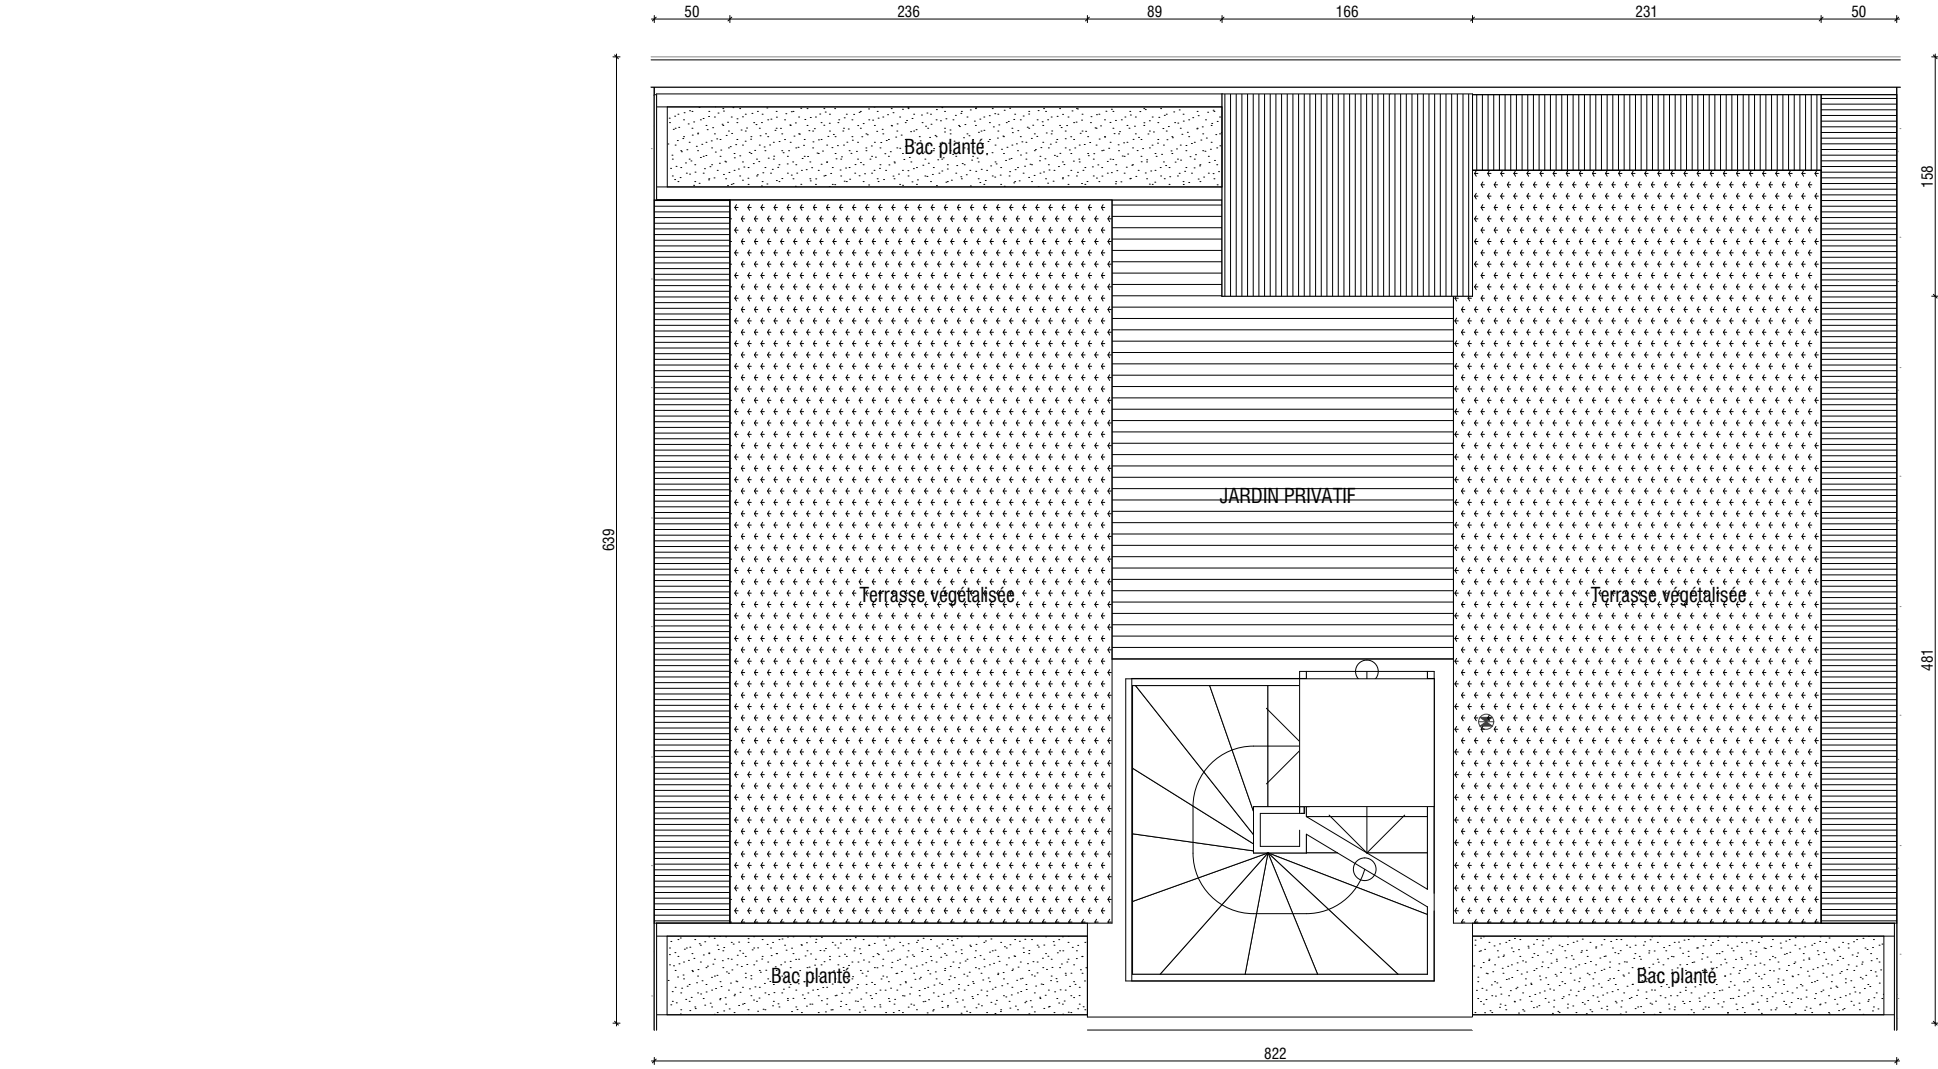 50 236 89 166 231 50
Bac planté
158
JARDIN PRIVATIF
639
Terrasse végétalisée
Terrasse végétalisée
481
Bac planté
Bac planté
822